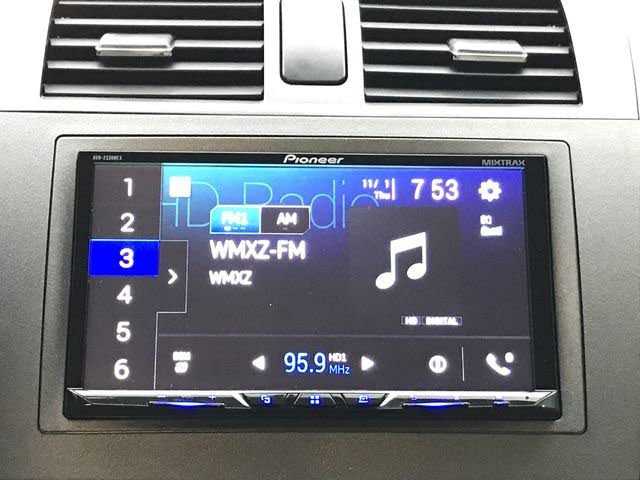 Pioneer
MIXTRAX
1
2
3
4
5
6
HD Radio
11/ 1
Thu
7 53
FM1
AM
WMXZ-FM
WMXZ
HD DIGITAL
95.9 HD1
MHz